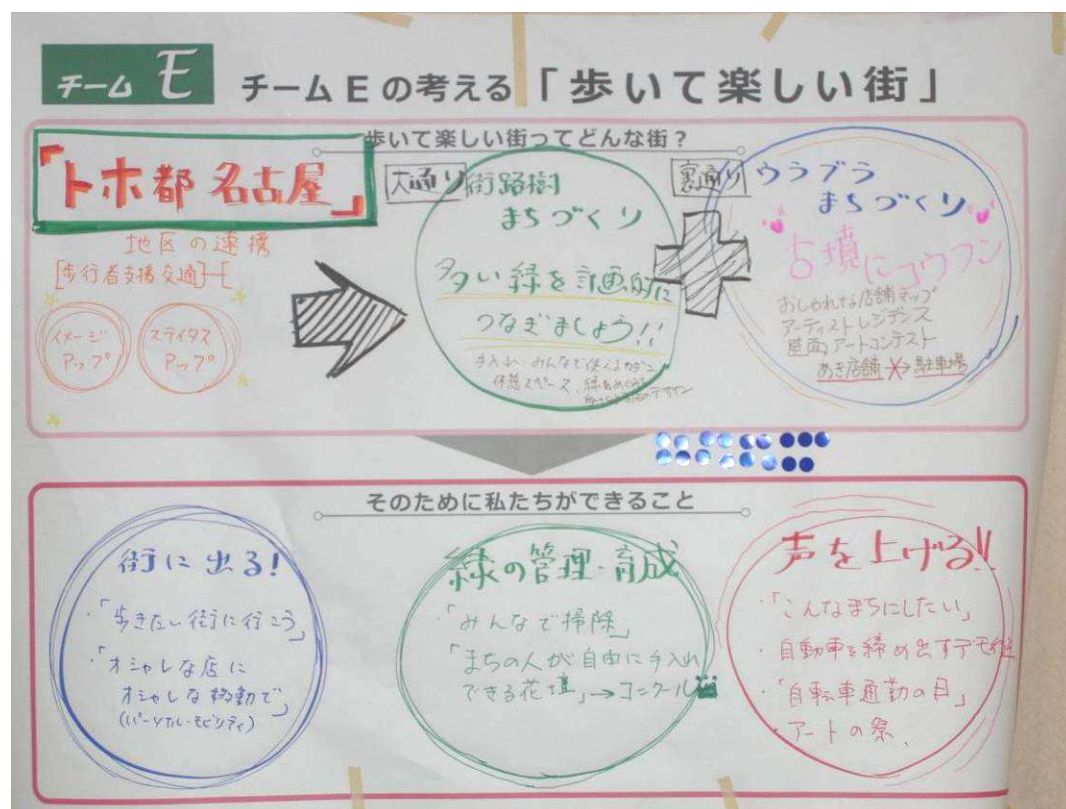 チーム E
チーム E の考える「歩いて楽しい街」
歩いて楽しい街ってどんな街？
『トホ都 名古屋』
地区の連携
[歩行者支援交通]
イメージ
アップ
ステイタス
アップ
大通り
街路樹
まちづくり
多い緑を計画的に
つなぎましょう!!
手入れ・みんなで使える
休憩スペース、緑をめぐる
デザイン
裏通り
ウラブラ
まちづくり
古墳にコウフン
おしゃれな店舗マップ
アーティストレジデンス
壁画アートコンテスト
あき店舗 駐車場
そのために私たちができること
街に出る!
・「歩きたい街に行こう」
・「オシャレな店に
オシャレな移動で」
(パーソナル・モビリティ)
緑の管理・育成
・「みんなで掃除」
・「まちの人が自由に手入れ
できる花壇」→コンクール
声を上げる!!
・「こんなまちにしたい」
・自動車を締め出すデモ行進
・「自転車通勤の日」
アートの祭、